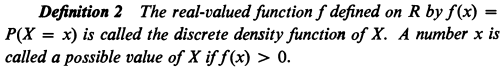 Definition 2 The real-valued function f defined on R by f(x) =
P(X = x) is called the discrete density function of X. A number x is
called a possible value of X if f(x) > 0.